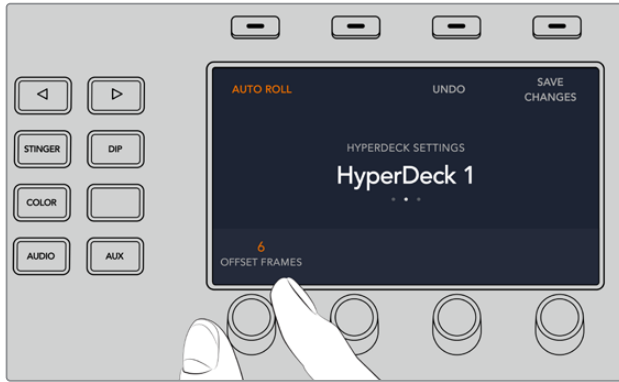 AUTO ROLL
UNDO
SAVE
CHANGES
STINGER
DIP
HYPERDECK SETTINGS
HyperDeck 1
COLOR
AUDIO
AUX
6
OFFSET FRAMES